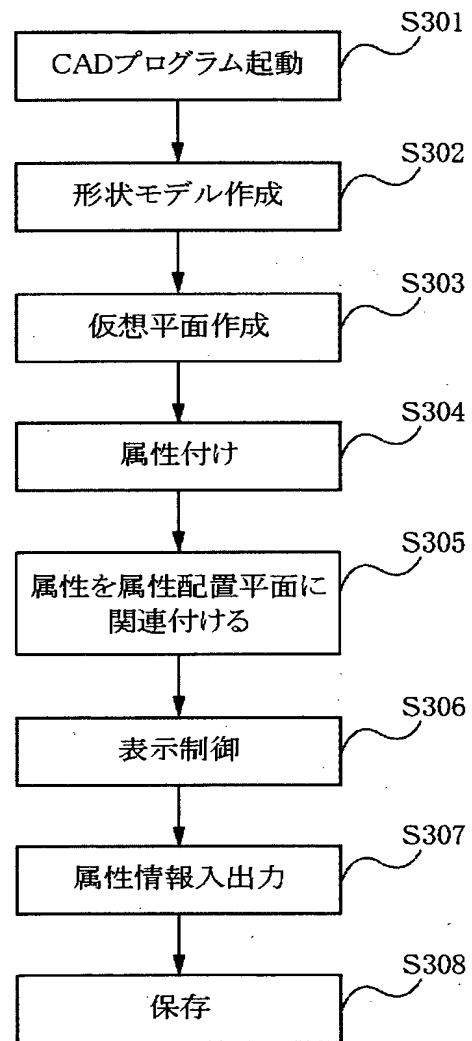 S301
CADプログラム起動
S302
形状モデル作成
S303
仮想平面作成
S304
属性付け
S305
属性を属性配置平面に
関連付ける
S306
表示制御
S307
属性情報入出力
S308
保存